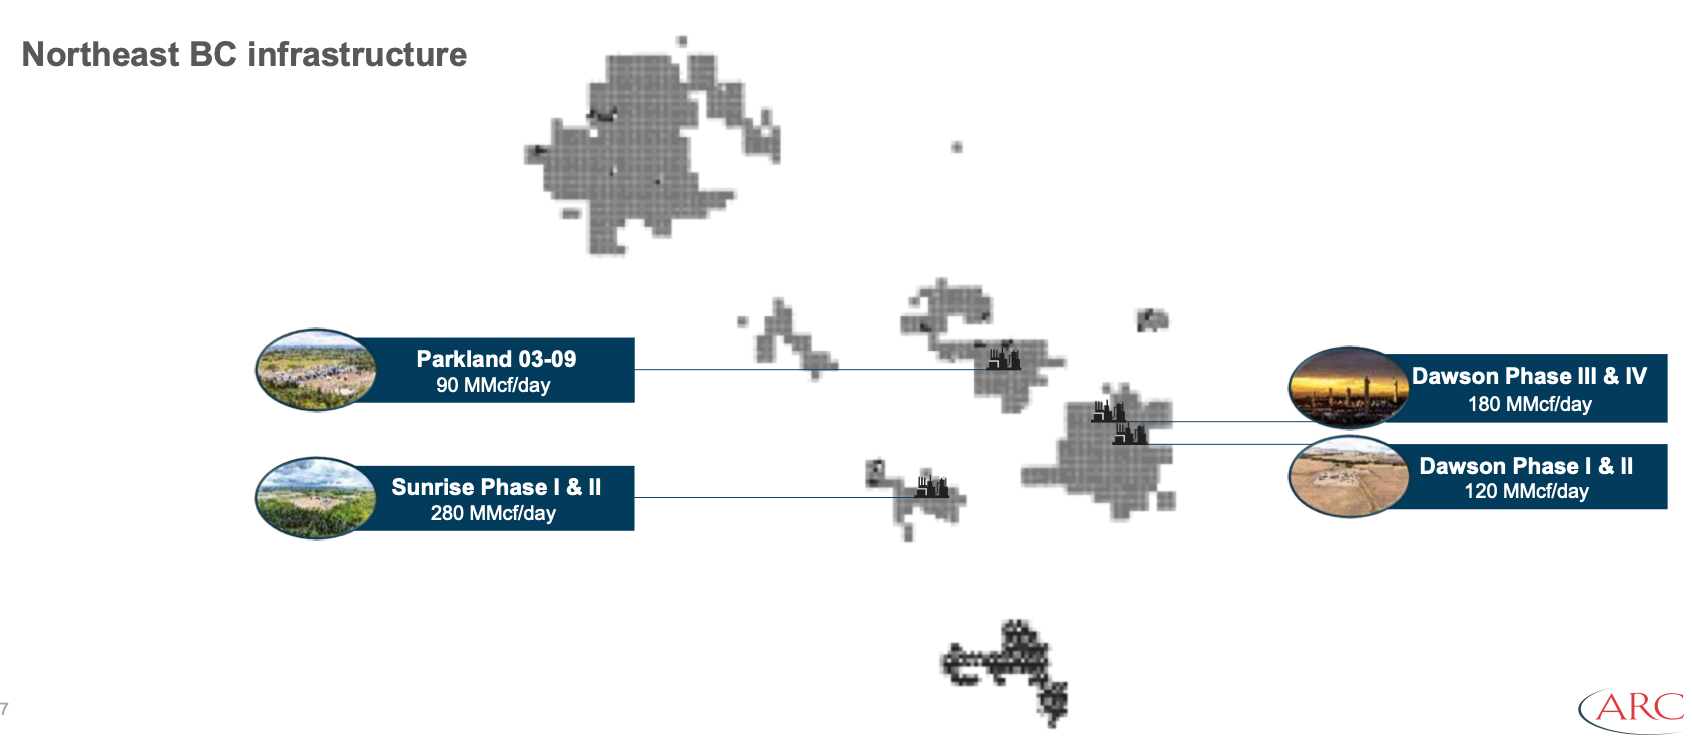 Northeast BC infrastructure
Parkland 03-09
90 MMcf/day
Dawson Phase III & IV
180 MMcf/day
Sunrise Phase I & II
280 MMcf/day
Dawson Phase I & II
120 MMcf/day
7
ARC